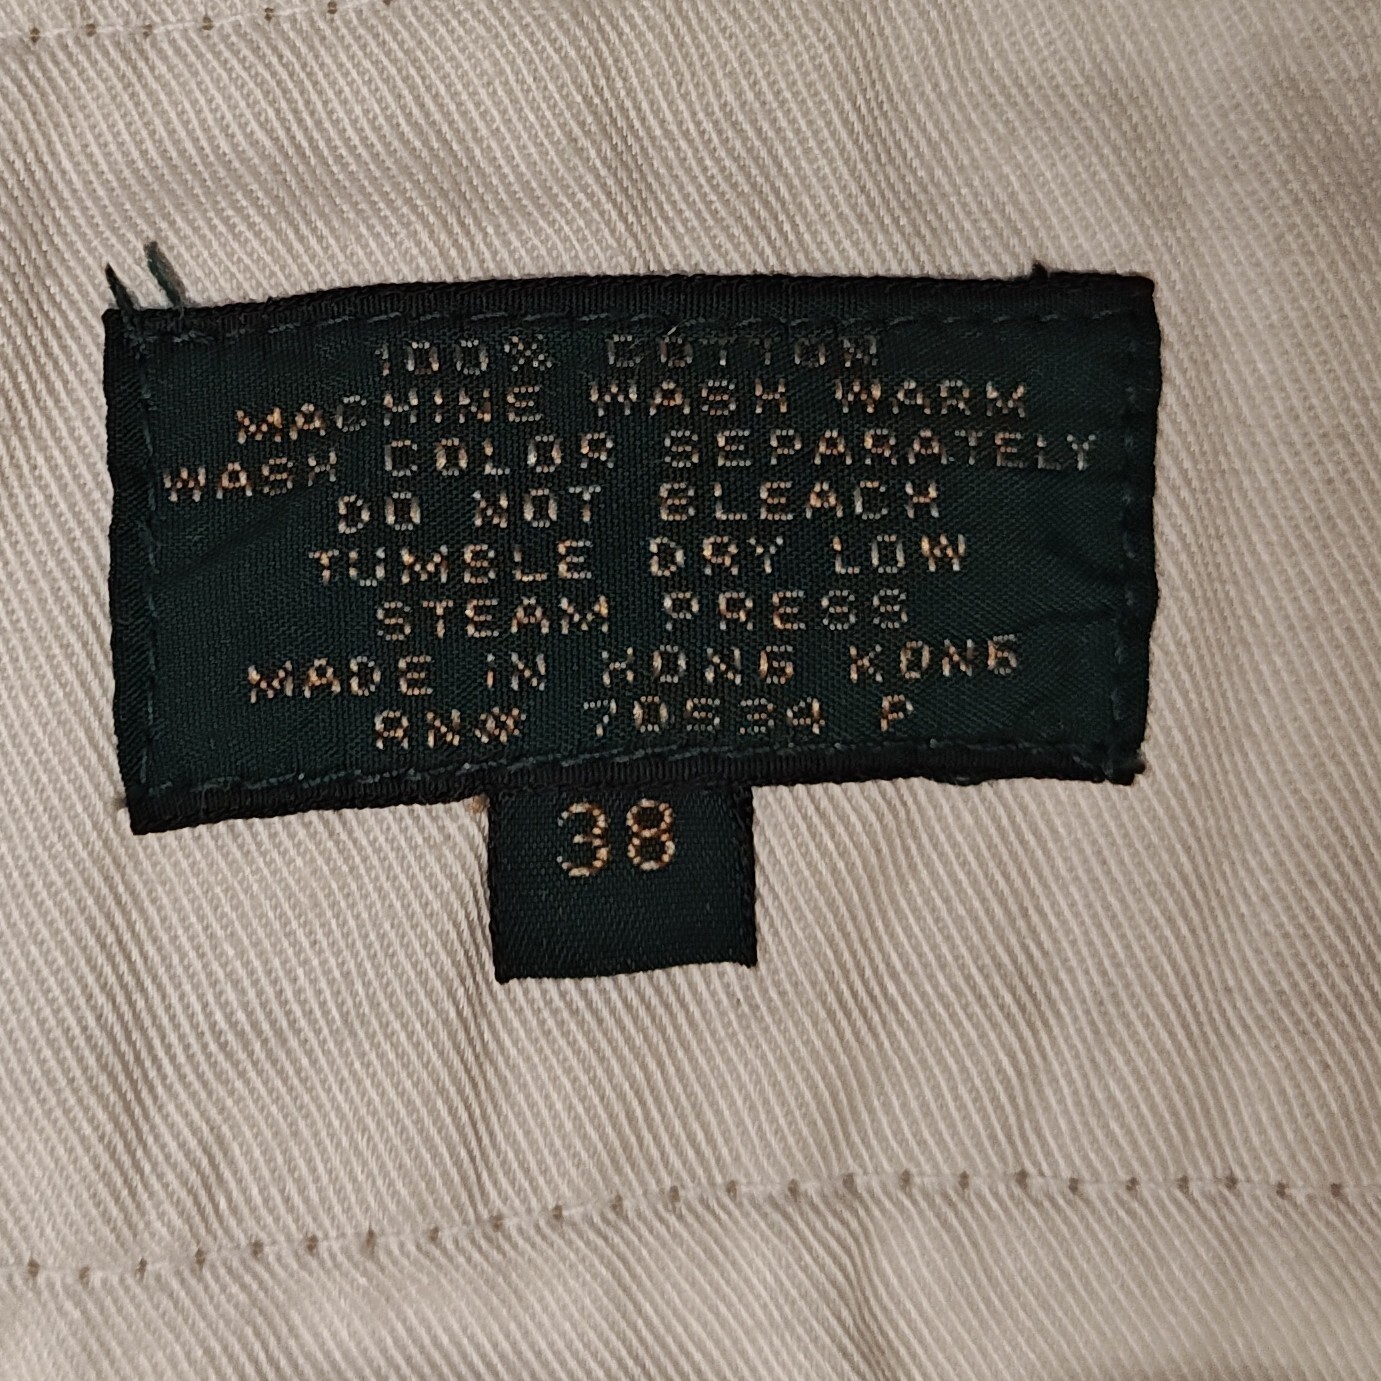 100% COTTON
MACHINE WASH WARM
WASH COLOR SEPARATELY
DO NOT BLEACH
TUMBLE DRY LOW
STEAM PRESS
MADE IN HONG KONG
RN# 70534 P
38